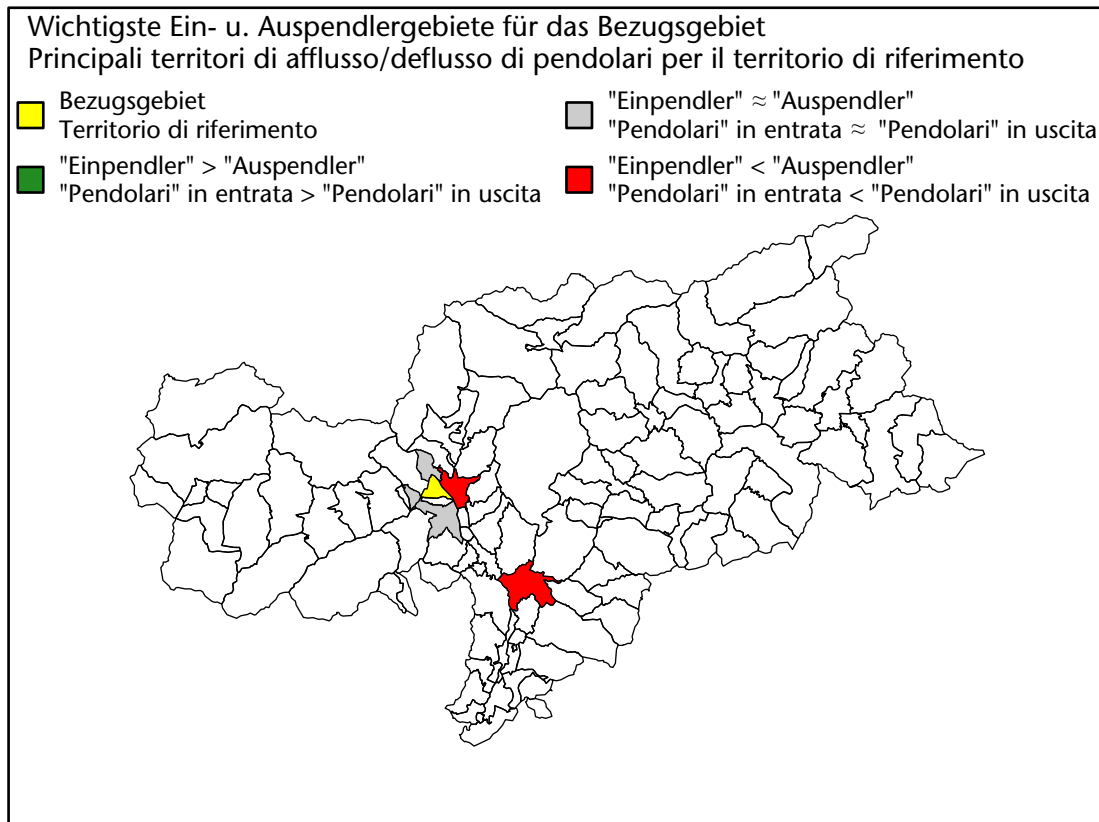 Wichtigste Ein- u. Auspendlergebiete für das Bezugsgebiet
Principali territori di afflusso/deflusso di pendolari per il territorio di riferimento
Bezugsgebiet
Territorio di riferimento
"Einpendler" > "Auspendler"
"Pendolari" in entrata > "Pendolari" in uscita
"Einpendler" ≈ "Auspendler"
"Pendolari" in entrata ≈ "Pendolari" in uscita
"Einpendler" < "Auspendler"
"Pendolari" in entrata < "Pendolari" in uscita